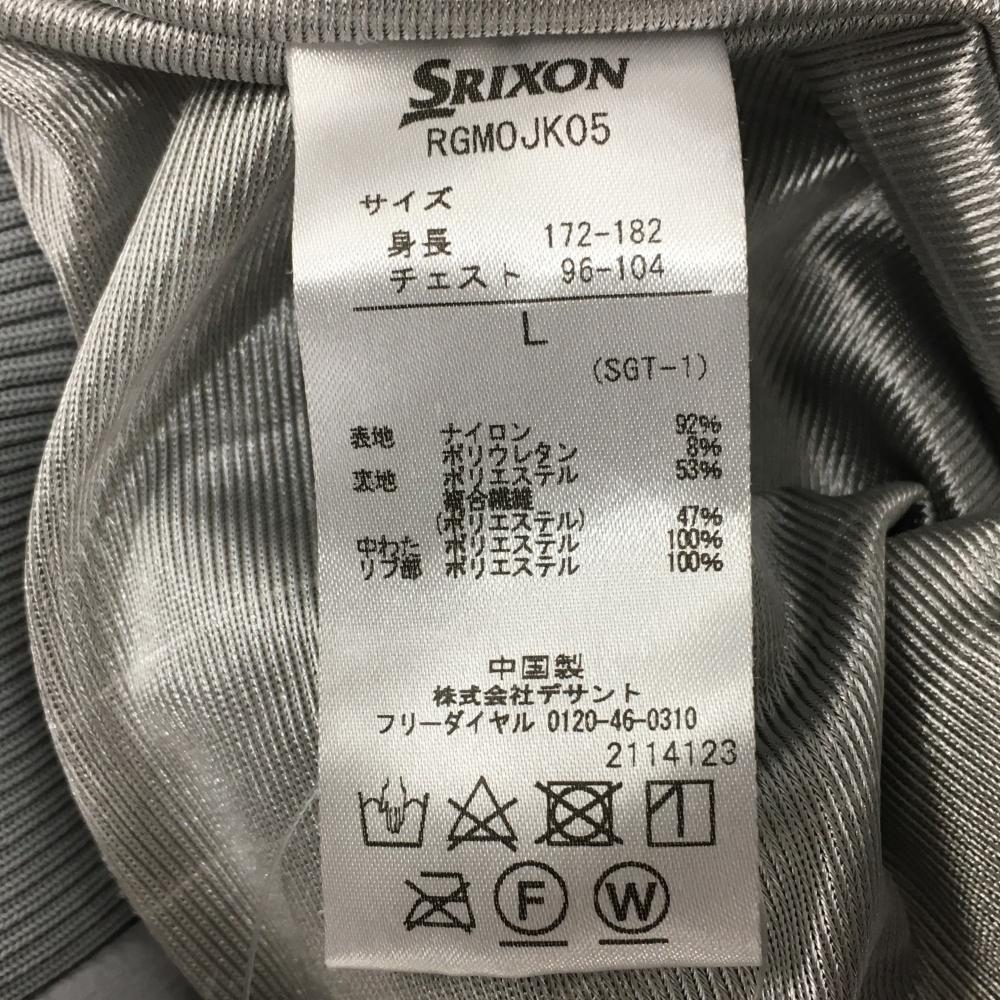 SRIXON
RGM0JK05
サイズ
身長 172-182
チェスト 96-104
L
(SGT-1)
表地 ナイロン 92%
ポリウレタン 8%
裏地 ポリエステル 53%
複合繊維
(ポリエステル) 47%
中わた ポリエステル 100%
リブ部 ポリエステル 100%
中国製
株式会社デサント
フリーダイヤル 0120-46-0310
2114123
F W